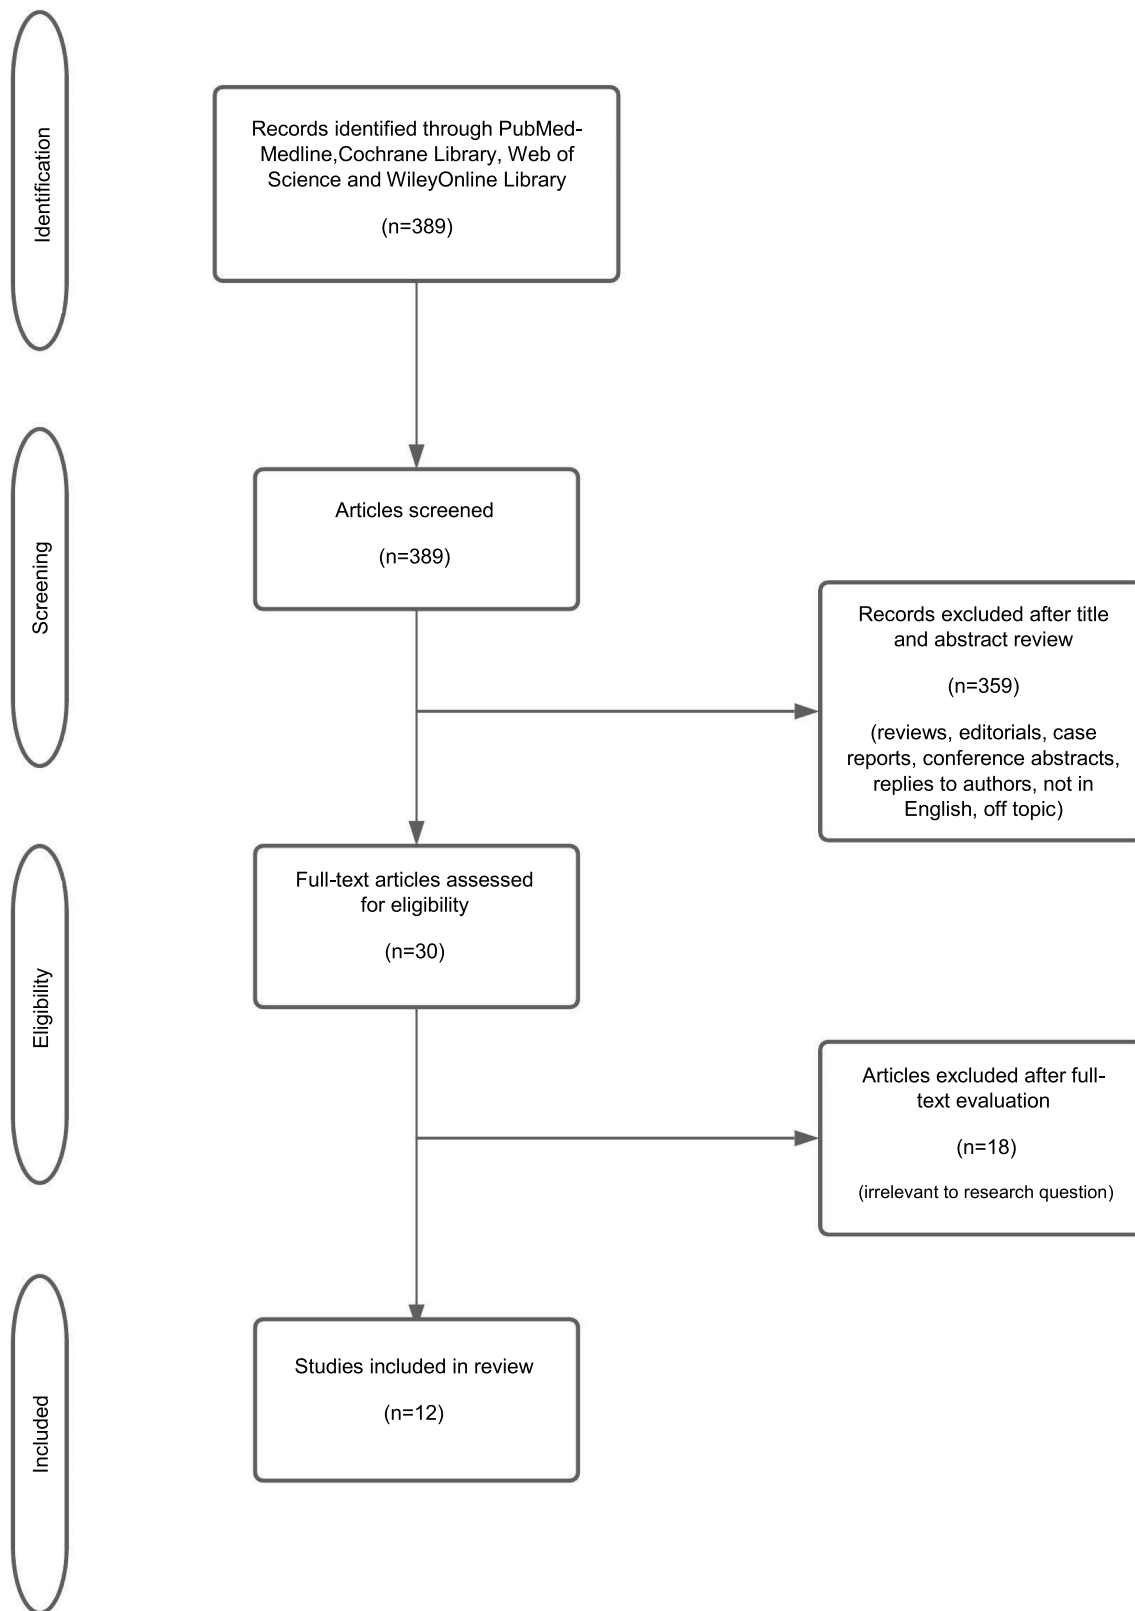 Identification
Records identified through PubMed-
Medline,Cochrane Library, Web of
Science and WileyOnline Library
(n=389)
Screening
Articles screened
(n=389)
Records excluded after title
and abstract review
(n=359)
(reviews, editorials, case
reports, conference abstracts,
replies to authors, not in
English, off topic)
Eligibility
Full-text articles assessed
for eligibility
(n=30)
Articles excluded after full-
text evaluation
(n=18)
(irrelevant to research question)
Included
Studies included in review
(n=12)